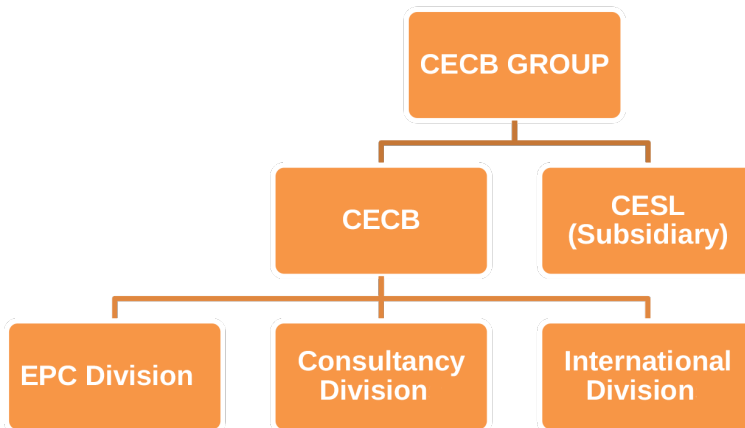 CECB GROUP
CECB
CESL
(Subsidiary)
EPC Division
Consultancy
Division
International
Division